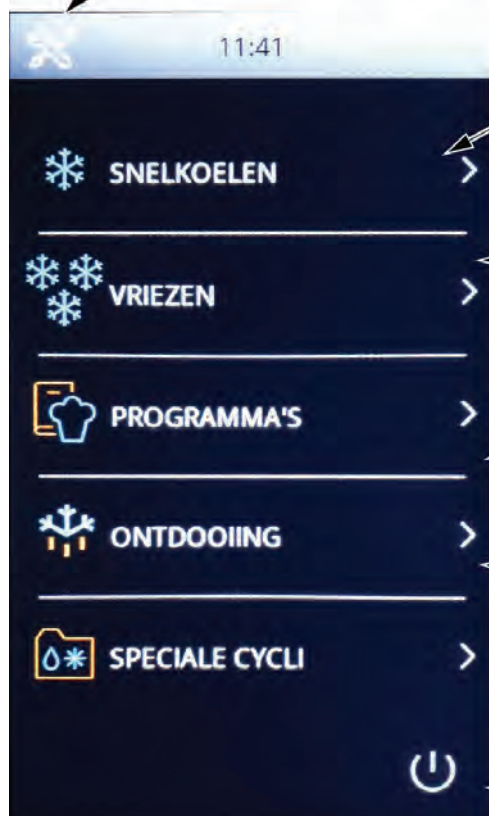 11:41
SNELKOELEN
VRIEZEN
PROGRAMMA'S
ONTDOOIING
SPECIALE CYCLI